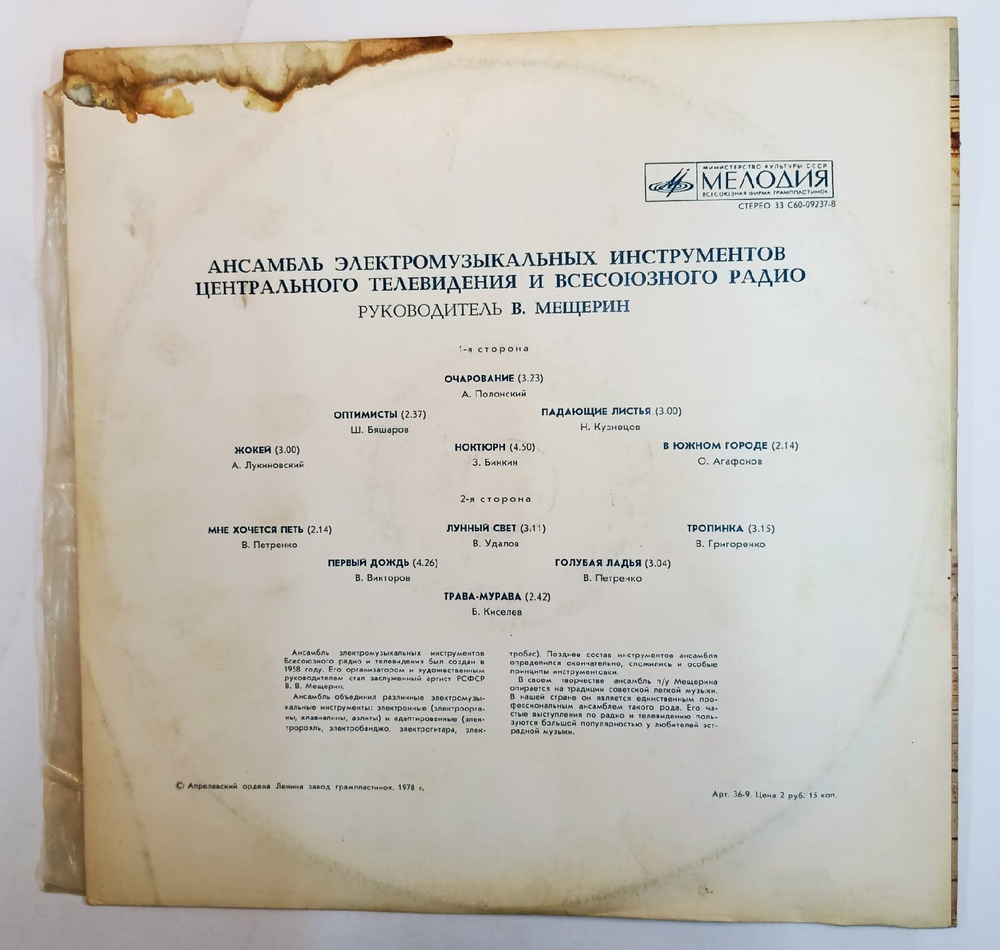 МИНИСТЕРСТВО КУЛЬТУРЫ СССР
МЕЛОДИЯ
ВСЕСОЮЗНАЯ ФИРМА ГРАМПЛАСТИНОК
СТЕРЕО 33 С60-09237-8
АНСАМБЛЬ ЭЛЕКТРОМУЗЫКАЛЬНЫХ ИНСТРУМЕНТОВ
ЦЕНТРАЛЬНОГО ТЕЛЕВИДЕНИЯ И ВСЕСОЮЗНОГО РАДИО
РУКОВОДИТЕЛЬ В. МЕЩЕРИН
1-я сторона
ОЧАРОВАНИЕ (3.23)
А. Полонский
ОПТИМИСТЫ (2.37) ПАДАЮЩИЕ ЛИСТЬЯ (3.00)
Ш. Бяшаров Н. Кузнецов
ЖОКЕЙ (3.00) НОКТЮРН (4.50) В ЮЖНОМ ГОРОДЕ (2.14)
А. Лукиновский З. Бинкин О. Агафонов
2-я сторона
МНЕ ХОЧЕТСЯ ПЕТЬ (2.14) ЛУННЫЙ СВЕТ (3.11) ТРОПИНКА (3.15)
В. Петренко В. Удалов В. Григоренко
ПЕРВЫЙ ДОЖДЬ (4.26) ГОЛУБАЯ ЛАДЬЯ (3.04)
В. Викторов В. Петренко
ТРАВА-МУРАВА (2.42)
Б. Киселев
Ансамбль электромузыкальных инструментов
Всесоюзного радио и телевидения был создан в
1958 году. Его организатором и художественным
руководителем стал заслуженный артист РСФСР
В. В. Мещерин.
Ансамбль объединил различные электромузы-
кальные инструменты: электронные (электроорга-
ны, клавиолины, аэлиты) и адаптированные (элек-
тророяль, электробанджо, электрогитара, элек-
тробас). Позднее состав инструментов ансамбля
определился окончательно, сложились и особые
принципы инструментовки.
В своем творчестве ансамбль п/у Мещерина
опирается на традиции советской легкой музыки.
В нашей стране он является единственным про-
фессиональным ансамблем такого рода. Его ча-
стые выступления по радио и телевидению поль-
зуются большой популярностью у любителей эст-
радной музыки.
© Апрелевский ордена Ленина завод грампластинок, 1978 г.
Арт. 36-9. Цена 2 руб. 15 коп.